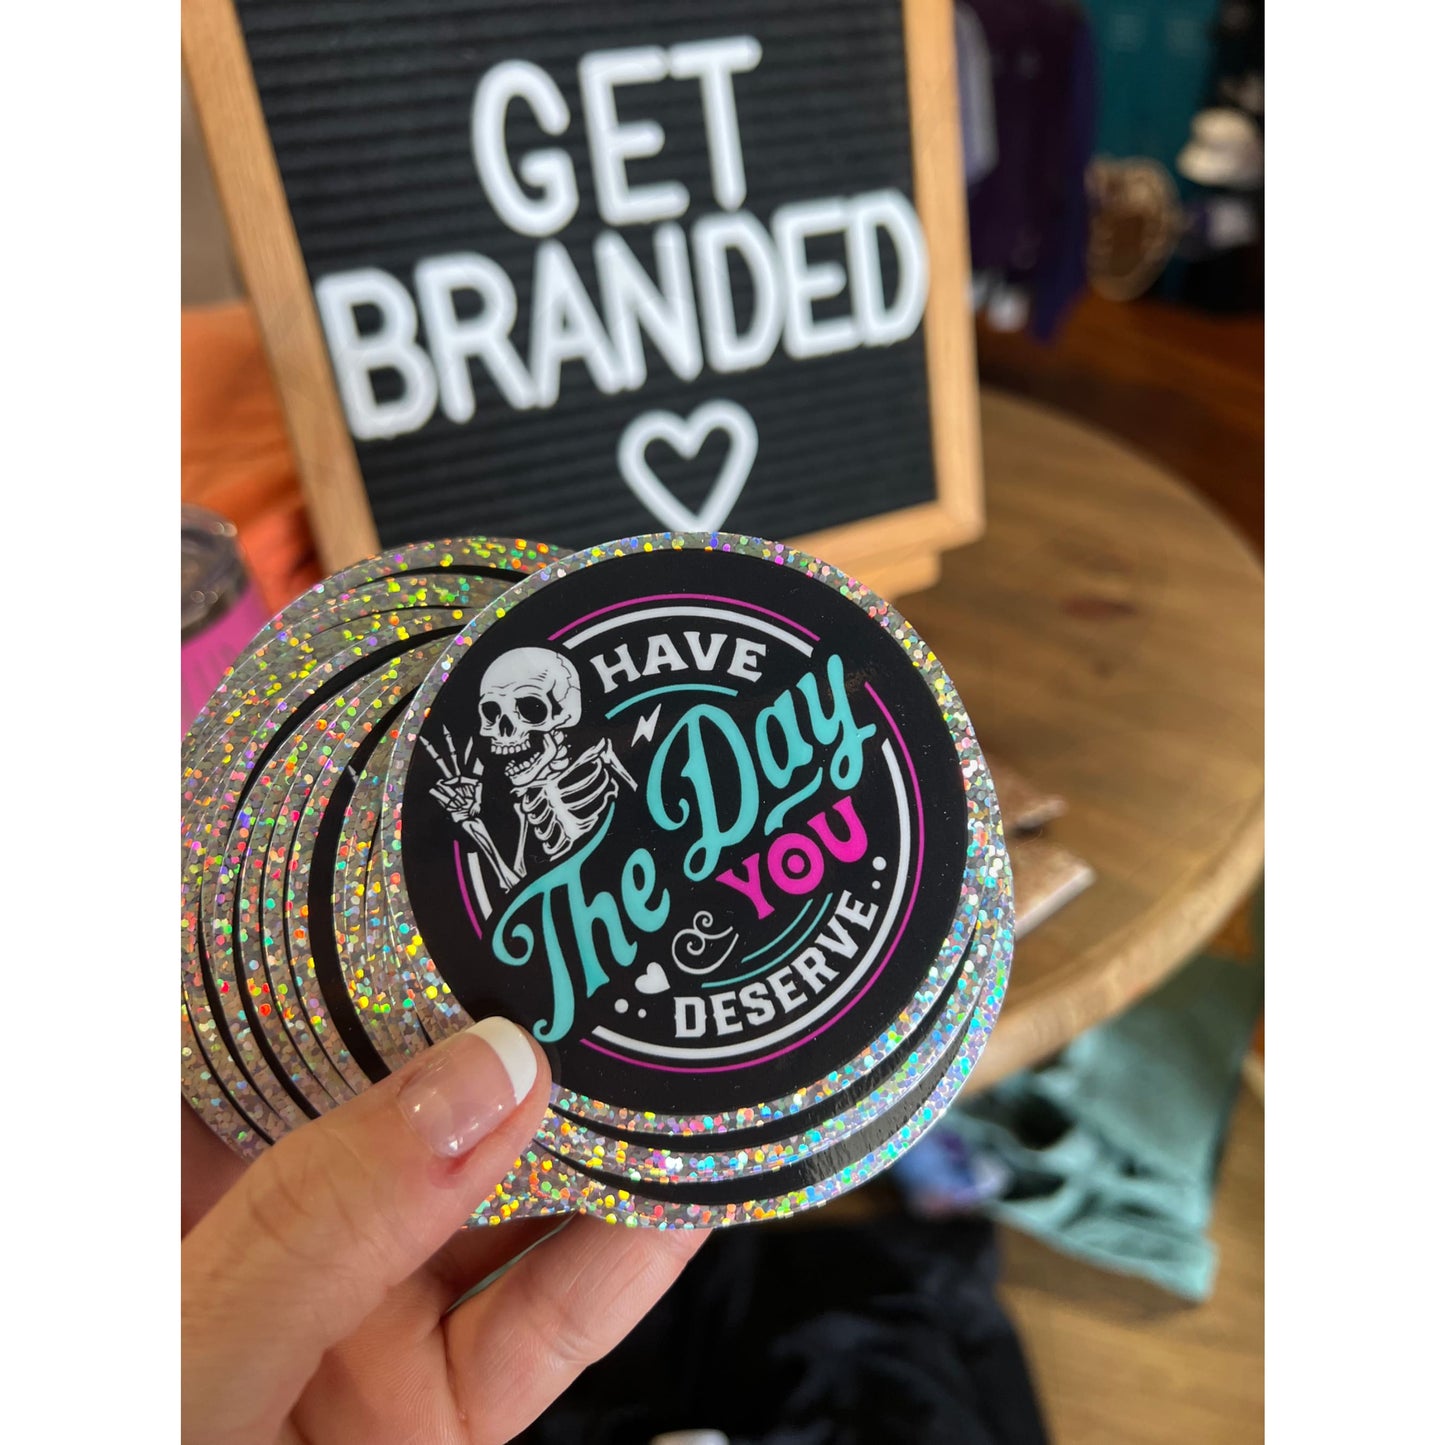 GET
BRANDED
HAVE
The Day
YOU
DESERVE